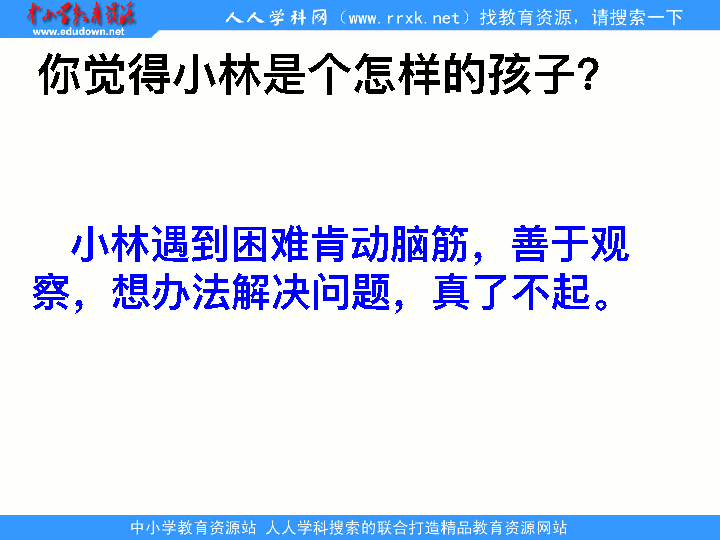 中小学教育资源
www.edudown.net
人人学科网（www.rrxk.net）找教育资源，请搜索一下
你觉得小林是个怎样的孩子？
小林遇到困难肯动脑筋，善于观
察，想办法解决问题，真了不起。
中小学教育资源站 人人学科搜索的联合打造精品教育资源网站